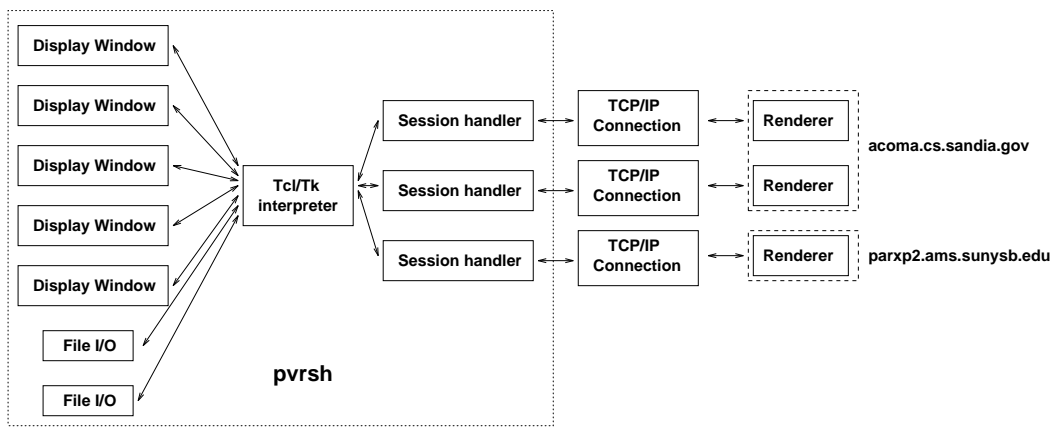 Display Window
Display Window
Display Window
Display Window
Display Window
File I/O
File I/O
Tcl/Tk
interpreter
pvrsh
Session handler
Session handler
Session handler
TCP/IP
Connection
TCP/IP
Connection
TCP/IP
Connection
Renderer
Renderer
Renderer
acoma.cs.sandia.gov
parxp2.ams.sunysb.edu